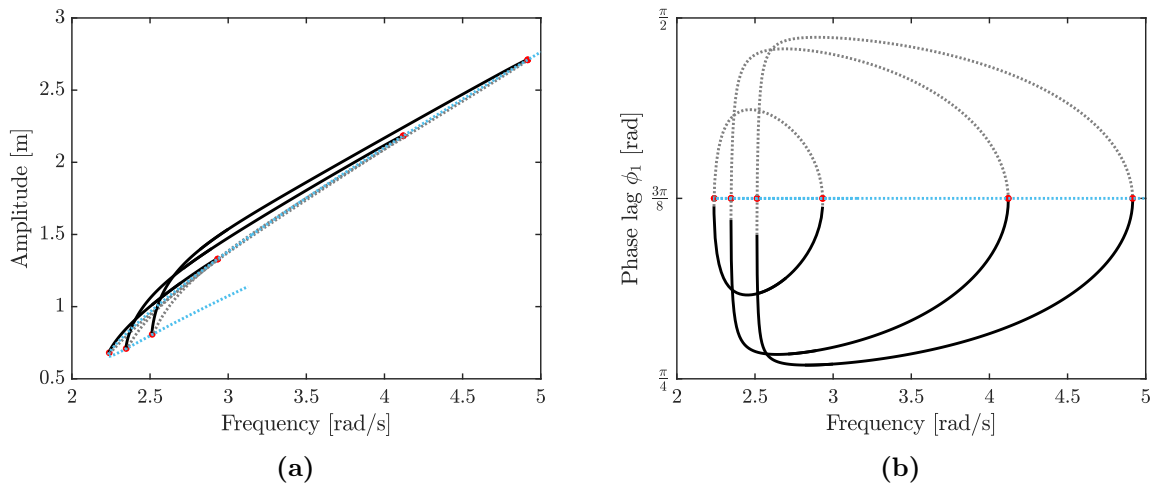 3
2.5
2
1.5
1
0.5
Amplitude [m]
2 2.5 3 3.5 4 4.5 5
Frequency [rad/s]
(a)
π/2
3π/8
π/4
Phase lag ϕ₁ [rad]
2 2.5 3 3.5 4 4.5 5
Frequency [rad/s]
(b)